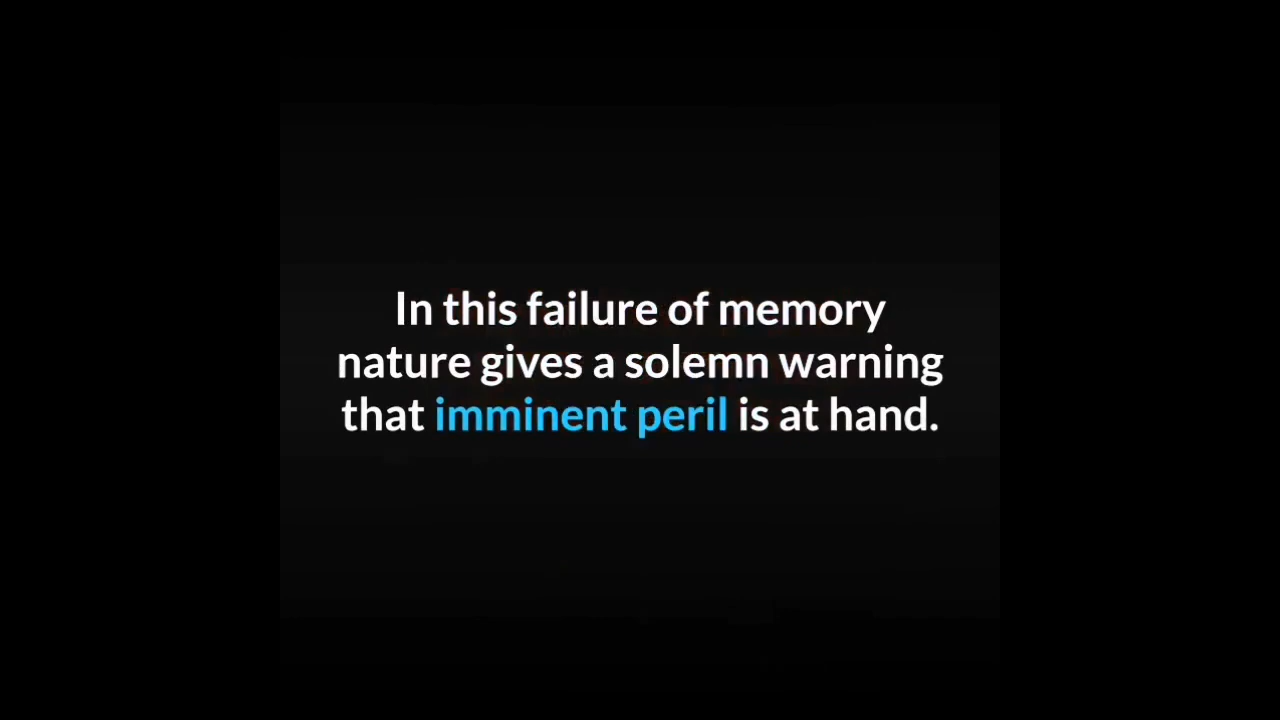 In this failure of memory
nature gives a solemn warning
that imminent peril is at hand.